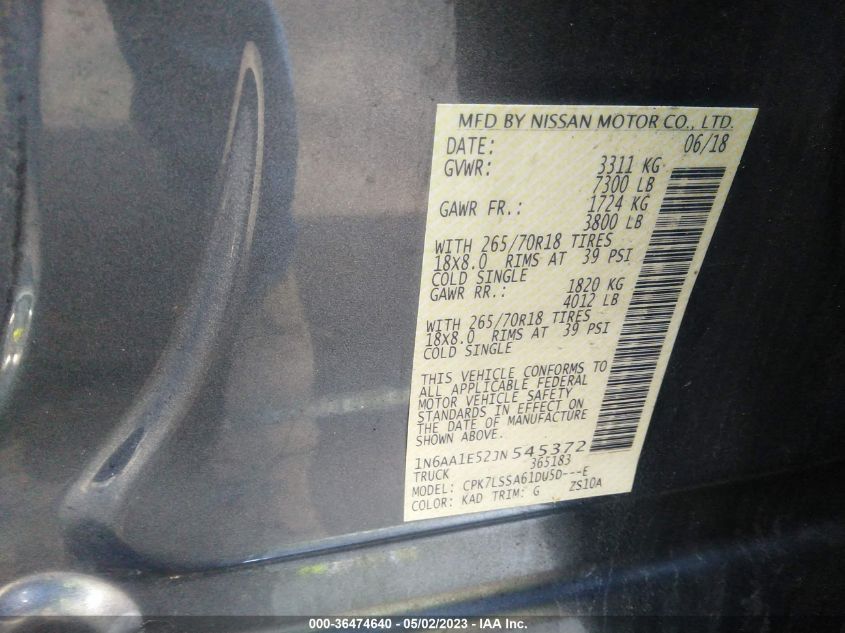 MFD BY NISSAN MOTOR CO., LTD.
DATE: 06/18
GVWR: 3311 KG
7300 LB
GAWR FR.: 1724 KG
3800 LB
WITH 265/70R18 TIRES
18X8.0 RIMS AT 39 PSI
COLD SINGLE
GAWR RR.: 1820 KG
4012 LB
WITH 265/70R18 TIRES
18X8.0 RIMS AT 39 PSI
COLD SINGLE
THIS VEHICLE CONFORMS TO
ALL APPLICABLE FEDERAL
MOTOR VEHICLE SAFETY
STANDARDS IN EFFECT ON
THE DATE OF MANUFACTURE
SHOWN ABOVE.
1N6AA1E52JN545372
TRUCK 365183
MODEL: CPK7LSSA61DU5D---E
COLOR: KAD TRIM: G ZS10A
000-36474640 - 05/02/2023 - IAA Inc.